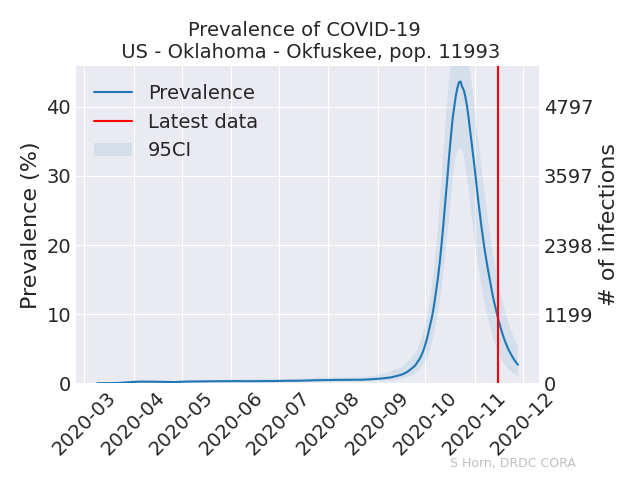 Prevalence of COVID-19
US - Oklahoma - Okfuskee, pop. 11993
Prevalence
Latest data
95CI
Prevalence (%)
40
30
20
10
0
4797
3597
2398
1199
0
# of infections
2020-03
2020-04
2020-05
2020-06
2020-07
2020-08
2020-09
2020-10
2020-11
2020-12
S Horn, DRDC CORA